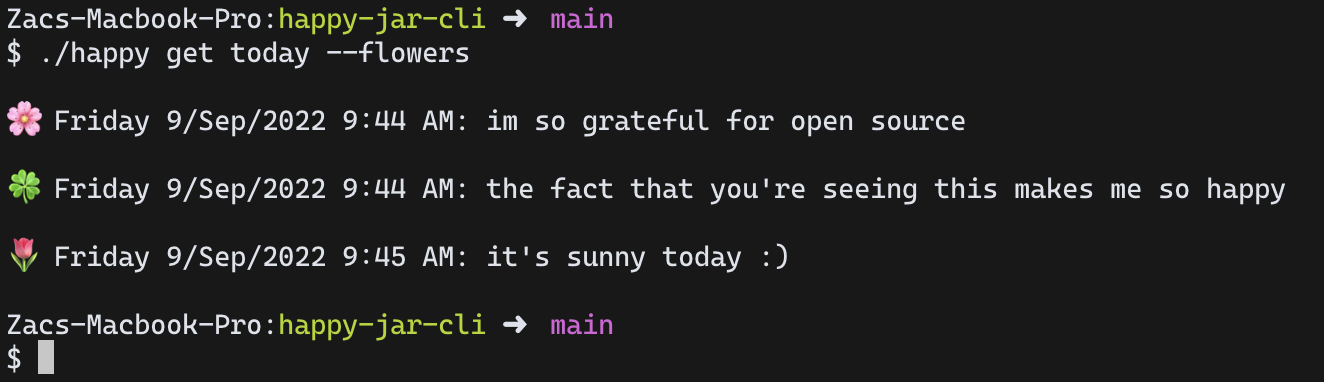 Zacs-Macbook-Pro:happy-jar-cli ➜ main
$ ./happy get today --flowers
🌸 Friday 9/Sep/2022 9:44 AM: im so grateful for open source
🍀 Friday 9/Sep/2022 9:44 AM: the fact that you're seeing this makes me so happy
🌷 Friday 9/Sep/2022 9:45 AM: it's sunny today :)
Zacs-Macbook-Pro:happy-jar-cli ➜ main
$